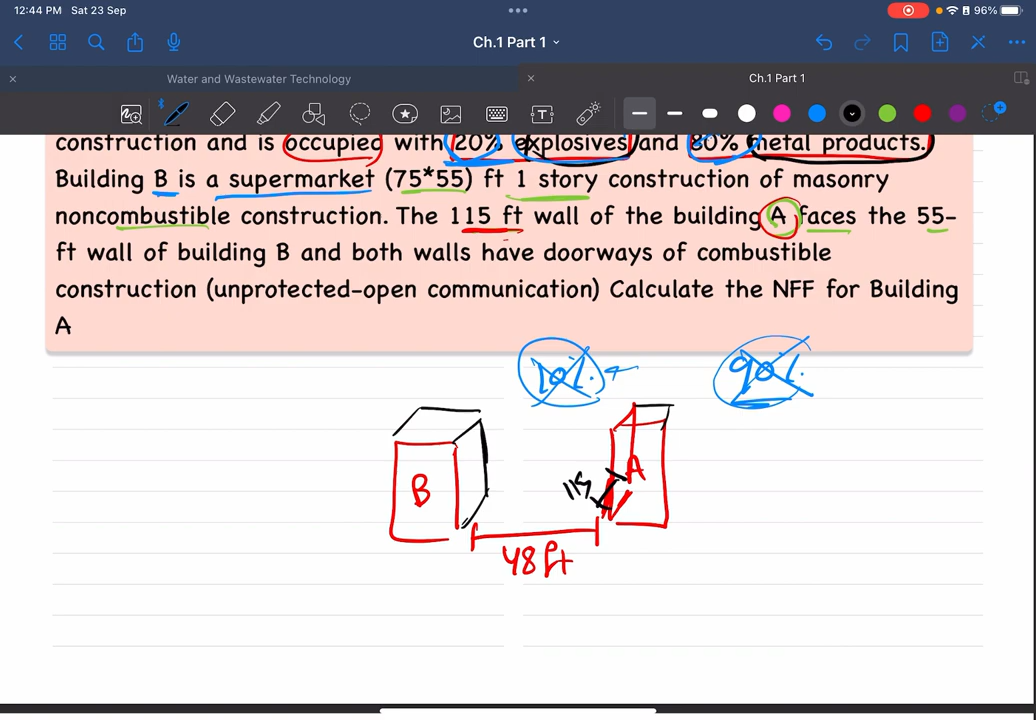 12:44 PM Sat 23 Sep
96%
Ch.1 Part 1
Water and Wastewater Technology
Ch.1 Part 1
construction and is occupied with 20% explosives and 80% metal products.
Building B is a supermarket (75*55) ft 1 story construction of masonry
noncombustible construction. The 115 ft wall of the building A faces the 55-
ft wall of building B and both walls have doorways of combustible
construction (unprotected-open communication) Calculate the NFF for Building
A
10%
90%
B
A
115
48 ft